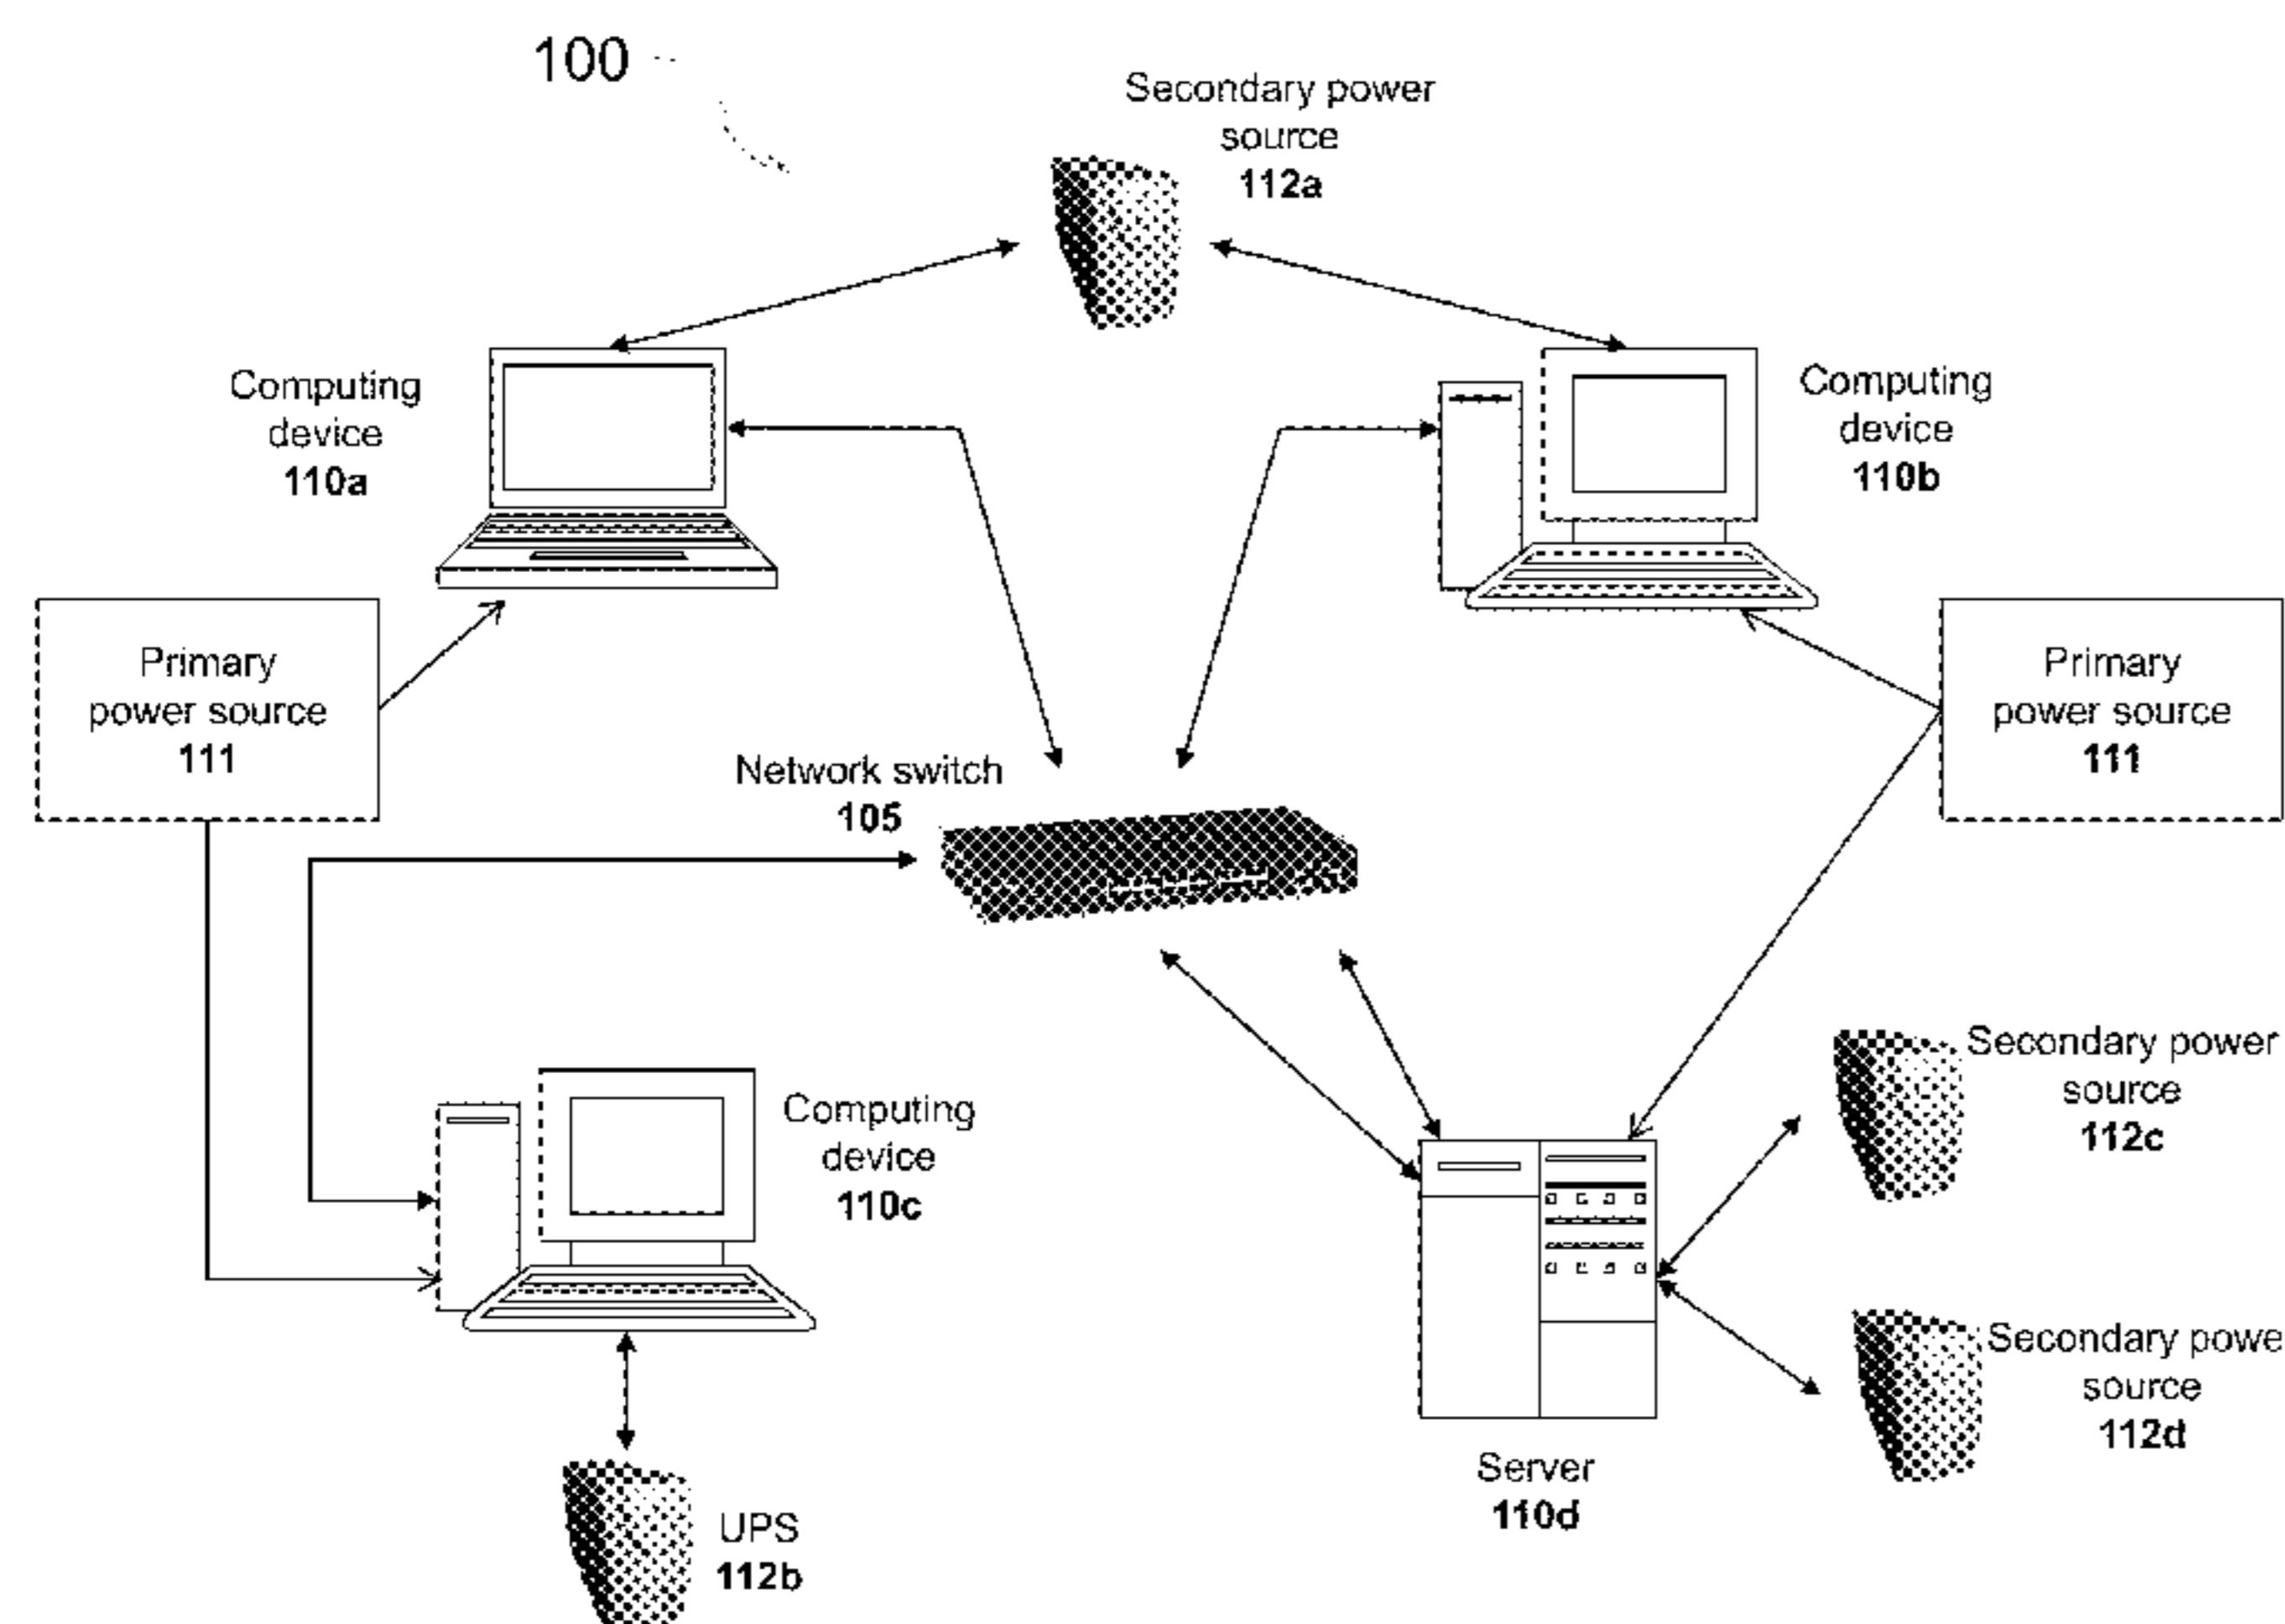 100
Secondary power
source
112a
Computing
device
110a
Computing
device
110b
Primary
power source
111
Primary
power source
111
Network switch
105
Secondary power
source
112c
Computing
device
110c
Secondary powe
source
112d
Server
110d
UPS
112b